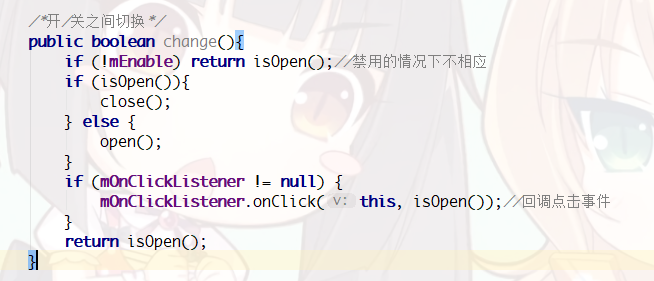 /*开/关之间切换*/
public boolean change(){
    if (!mEnable) return isOpen();//禁用的情况下不相应
    if (isOpen()){
        close();
    } else {
        open();
    }
    if (mOnClickListener != null) {
        mOnClickListener.onClick( v: this, isOpen());//回调点击事件
    }
    return isOpen();
}